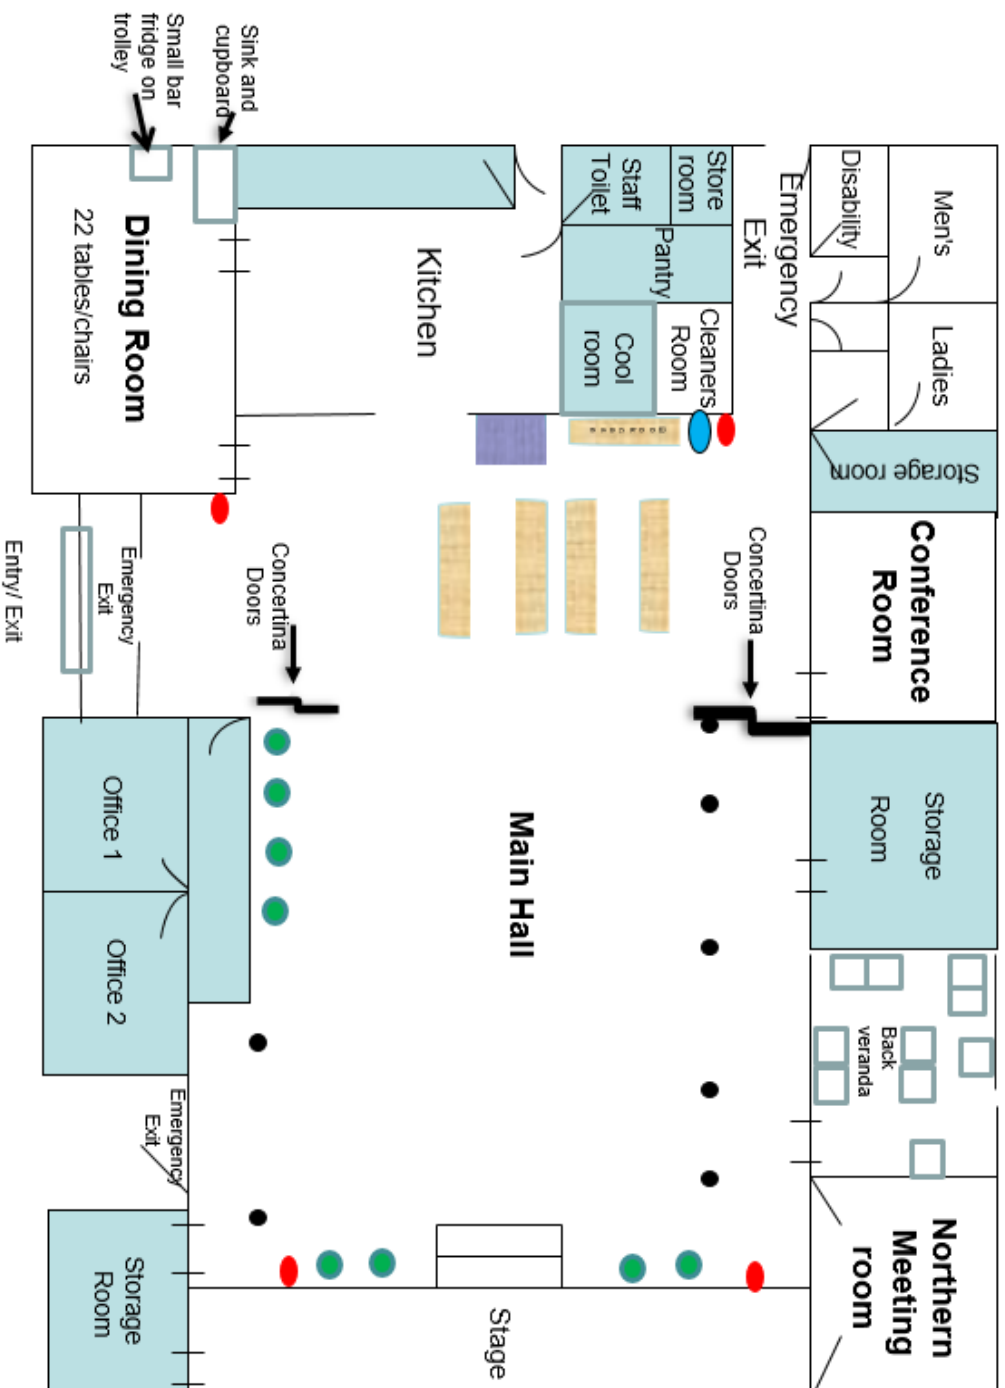 Sink and
cupboard
Small bar
fridge on
trolley
Men's
Disability
Ladies
Store
room
Staff
Toilet
Pantry
Emergency
Exit
Cleaners
Room
Cool
room
Kitchen
Dining Room
22 tables/chairs
Storage room
Conference
Room
Concertina
Doors
Concertina
Doors
Emergency
Exit
Entry/ Exit
Storage
Room
Main Hall
Office 1
Office 2
Back
veranda
Emergency
Exit
Northern
Meeting
room
Stage
Storage
Room